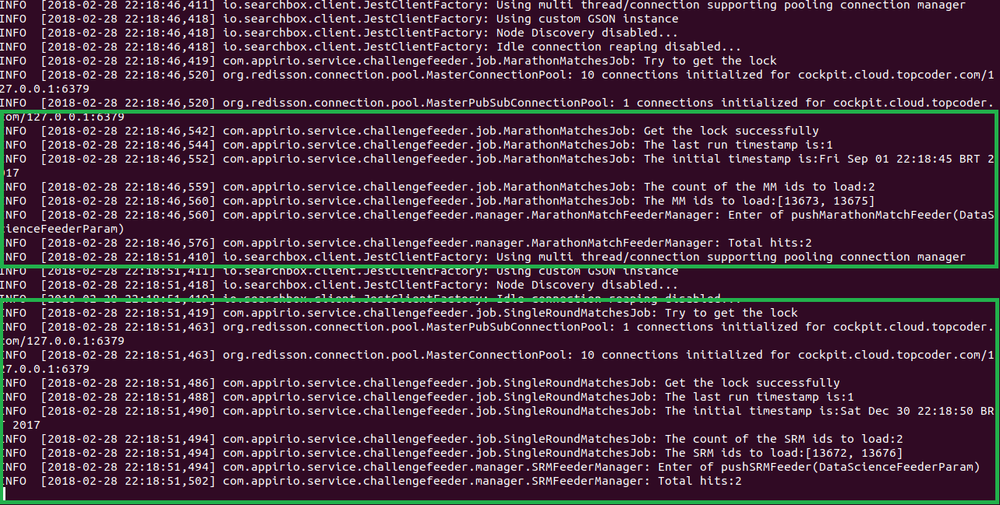 INFO  [2018-02-28 22:18:46,411] io.searchbox.client.JestClientFactory: Using multi thread/connection supporting pooling connection manager
INFO  [2018-02-28 22:18:46,418] io.searchbox.client.JestClientFactory: Using custom GSON instance
INFO  [2018-02-28 22:18:46,418] io.searchbox.client.JestClientFactory: Node Discovery disabled...
INFO  [2018-02-28 22:18:46,418] io.searchbox.client.JestClientFactory: Idle connection reaping disabled...
INFO  [2018-02-28 22:18:46,419] com.appirio.service.challengefeeder.job.MarathonMatchesJob: Try to get the lock
INFO  [2018-02-28 22:18:46,520] org.redisson.connection.pool.MasterConnectionPool: 10 connections initialized for cockpit.cloud.topcoder.com/1
27.0.0.1:6379
INFO  [2018-02-28 22:18:46,520] org.redisson.connection.pool.MasterPubSubConnectionPool: 1 connections initialized for cockpit.cloud.topcoder.
com/127.0.0.1:6379
INFO  [2018-02-28 22:18:46,542] com.appirio.service.challengefeeder.job.MarathonMatchesJob: Get the lock successfully
INFO  [2018-02-28 22:18:46,544] com.appirio.service.challengefeeder.job.MarathonMatchesJob: The last run timestamp is:1
INFO  [2018-02-28 22:18:46,552] com.appirio.service.challengefeeder.job.MarathonMatchesJob: The initial timestamp is:Fri Sep 01 22:18:45 BRT 2
017
INFO  [2018-02-28 22:18:46,559] com.appirio.service.challengefeeder.job.MarathonMatchesJob: The count of the MM ids to load:2
INFO  [2018-02-28 22:18:46,560] com.appirio.service.challengefeeder.job.MarathonMatchesJob: The MM ids to load:[13673, 13675]
INFO  [2018-02-28 22:18:46,560] com.appirio.service.challengefeeder.manager.MarathonMatchFeederManager: Enter of pushMarathonMatchFeeder(DataS
cienceFeederParam)
INFO  [2018-02-28 22:18:46,576] com.appirio.service.challengefeeder.manager.MarathonMatchFeederManager: Total hits:2
INFO  [2018-02-28 22:18:51,410] io.searchbox.client.JestClientFactory: Using multi thread/connection supporting pooling connection manager
INFO  [2018-02-28 22:18:51,411] io.searchbox.client.JestClientFactory: Using custom GSON instance
INFO  [2018-02-28 22:18:51,418] io.searchbox.client.JestClientFactory: Node Discovery disabled...
INFO  [2018-02-28 22:18:51,419] io.searchbox.client.JestClientFactory: Idle connection reaping disabled...
INFO  [2018-02-28 22:18:51,419] com.appirio.service.challengefeeder.job.SingleRoundMatchesJob: Try to get the lock
INFO  [2018-02-28 22:18:51,463] org.redisson.connection.pool.MasterPubSubConnectionPool: 1 connections initialized for cockpit.cloud.topcoder.
com/127.0.0.1:6379
INFO  [2018-02-28 22:18:51,463] org.redisson.connection.pool.MasterConnectionPool: 10 connections initialized for cockpit.cloud.topcoder.com/1
27.0.0.1:6379
INFO  [2018-02-28 22:18:51,486] com.appirio.service.challengefeeder.job.SingleRoundMatchesJob: Get the lock successfully
INFO  [2018-02-28 22:18:51,488] com.appirio.service.challengefeeder.job.SingleRoundMatchesJob: The last run timestamp is:1
INFO  [2018-02-28 22:18:51,490] com.appirio.service.challengefeeder.job.SingleRoundMatchesJob: The initial timestamp is:Sat Dec 30 22:18:50 BR
T 2017
INFO  [2018-02-28 22:18:51,494] com.appirio.service.challengefeeder.job.SingleRoundMatchesJob: The count of the SRM ids to load:2
INFO  [2018-02-28 22:18:51,494] com.appirio.service.challengefeeder.job.SingleRoundMatchesJob: The SRM ids to load:[13672, 13676]
INFO  [2018-02-28 22:18:51,494] com.appirio.service.challengefeeder.manager.SRMFeederManager: Enter of pushSRMFeeder(DataScienceFeederParam)
INFO  [2018-02-28 22:18:51,502] com.appirio.service.challengefeeder.manager.SRMFeederManager: Total hits:2